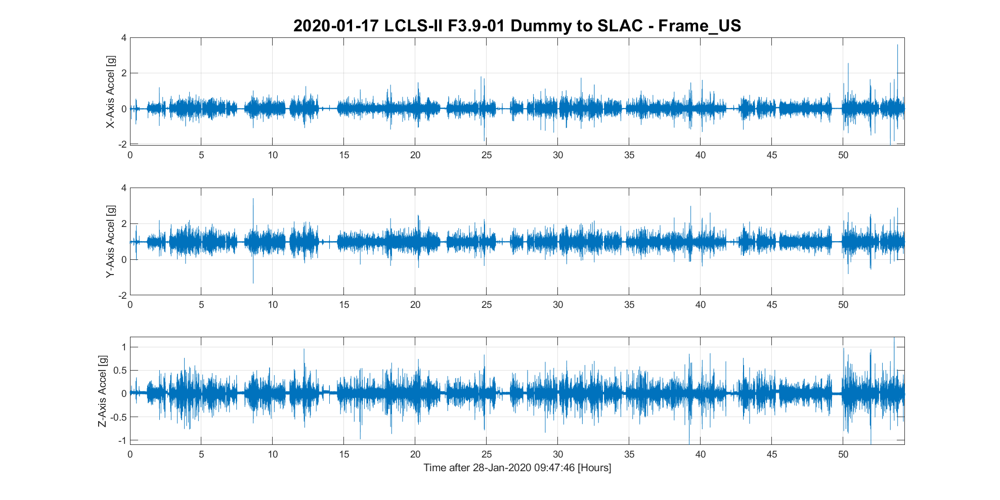 2020-01-17 LCLS-II F3.9-01 Dummy to SLAC - Frame_US
4
2
0
-2
X-Axis Accel [g]
0 5 10 15 20 25 30 35 40 45 50
4
2
0
-2
Y-Axis Accel [g]
0 5 10 15 20 25 30 35 40 45 50
1
0.5
0
-0.5
-1
Z-Axis Accel [g]
0 5 10 15 20 25 30 35 40 45 50
Time after 28-Jan-2020 09:47:46 [Hours]